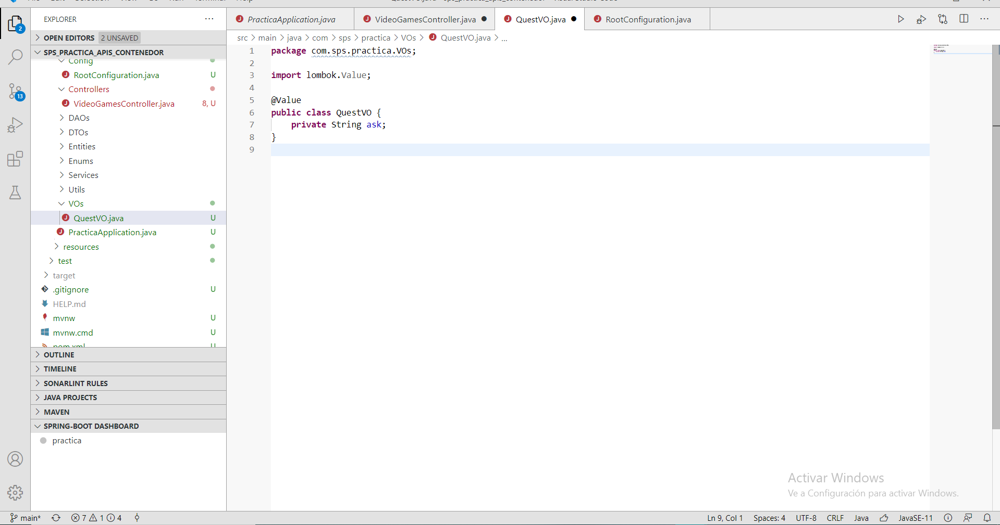 EXPLORER
OPEN EDITORS 2 UNSAVED
SPS_PRACTICA_APIS_CONTENEDOR
Config
RootConfiguration.java U
Controllers
VideoGamesController.java 8, U
DAOs
DTOs
Entities
Enums
Services
Utils
VOs
QuestVO.java U
PracticaApplication.java U
resources
test
target
.gitignore U
HELP.md
mvnw U
mvnw.cmd U
pom.xml U
OUTLINE
TIMELINE
SONARLINT RULES
JAVA PROJECTS
MAVEN
SPRING-BOOT DASHBOARD
practica
2
13
PracticaApplication.java VideoGamesController.java QuestVO.java RootConfiguration.java
src > main > java > com > sps > practica > VOs > QuestVO.java > ...
1 package com.sps.practica.VOs;
2
3 import lombok.Value;
4
5 @Value
6 public class QuestVO {
7 private String ask;
8 }
9
Activar Windows
Ve a Configuración para activar Windows.
main* 7 1 4 Ln 9, Col 1 Spaces: 4 UTF-8 CRLF Java JavaSE-11